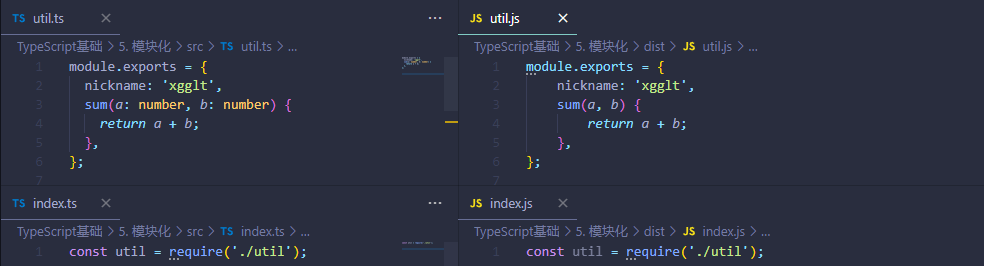 TS util.ts
TypeScript基础 > 5. 模块化 > src > TS util.ts > ...
1 module.exports = {
2 nickname: 'xgglt',
3 sum(a: number, b: number) {
4 return a + b;
5 },
6 };
7
JS util.js
TypeScript基础 > 5. 模块化 > dist > JS util.js > ...
1 module.exports = {
2 nickname: 'xgglt',
3 sum(a, b) {
4 return a + b;
5 },
6 };
7
TS index.ts
TypeScript基础 > 5. 模块化 > src > TS index.ts > ...
1 const util = require('./util');
JS index.js
TypeScript基础 > 5. 模块化 > dist > JS index.js > ...
1 const util = require('./util');